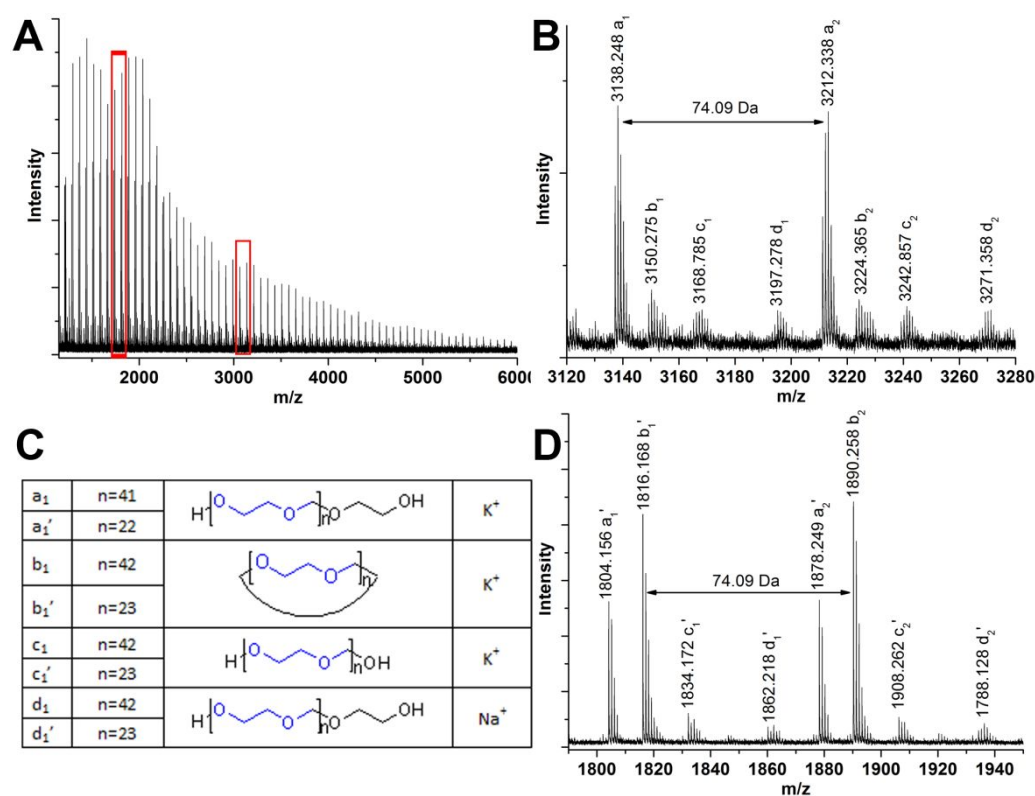 A
Intensity
2000
3000
4000
5000
6000
m/z
B
Intensity
3138.248 a1
3150.275 b1
3168.785 c1
3197.278 d1
3212.338 a2
3224.365 b2
3242.857 c2
3271.358 d2
74.09 Da
3120 3140 3160 3180 3200 3220 3240 3260 3280
m/z
C
a1 n=41 H [ O O ]n O OH K+
a1' n=22
b1 n=42 [ O O ]n K+
b1' n=23
c1 n=42 H [ O O ]n OH K+
c1' n=23
d1 n=42 H [ O O ]n O OH Na+
d1' n=23
D
Intensity
1804.156 a1'
1816.168 b1'
1834.172 c1'
1862.218 d1'
1878.249 a2'
1890.258 b2
1908.262 c2'
1788.128 d2'
74.09 Da
1800 1820 1840 1860 1880 1900 1920 1940
m/z